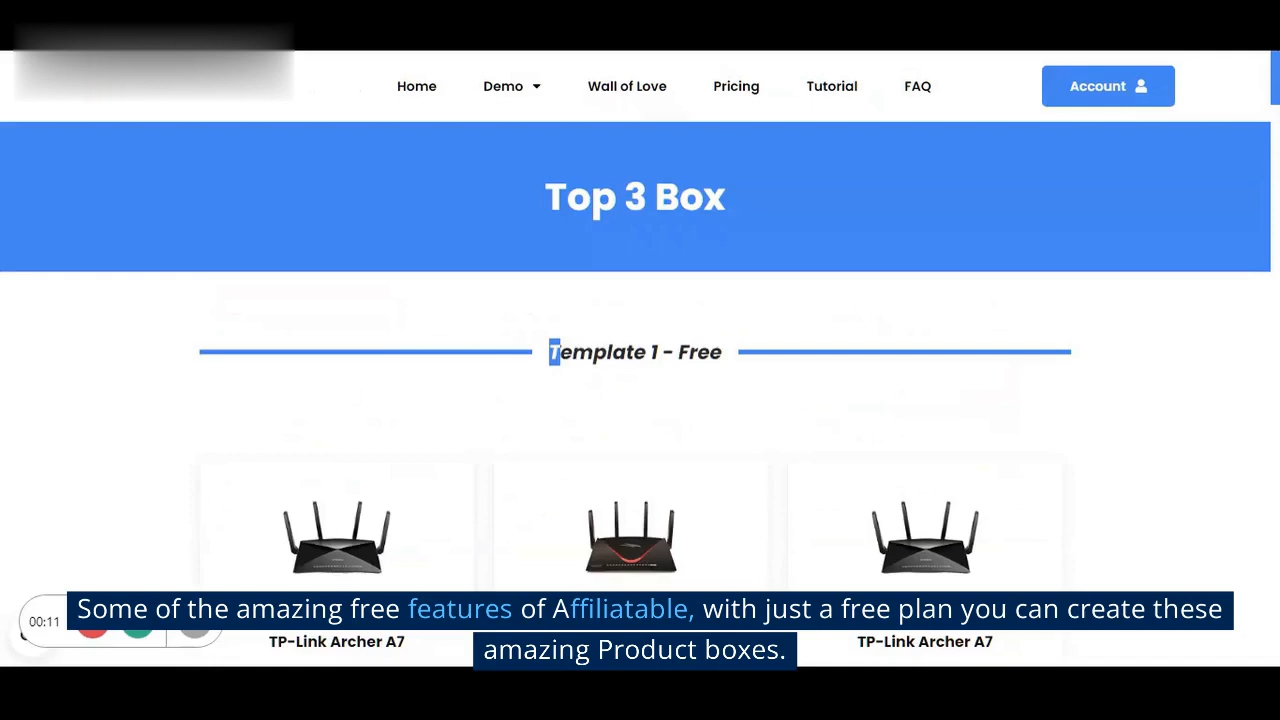 Home Demo Wall of Love Pricing Tutorial FAQ Account
Top 3 Box
Template 1 - Free
00:11
Some of the amazing free features of Affiliatable, with just a free plan you can create these
amazing Product boxes.
TP-Link Archer A7 TP-Link Archer A7